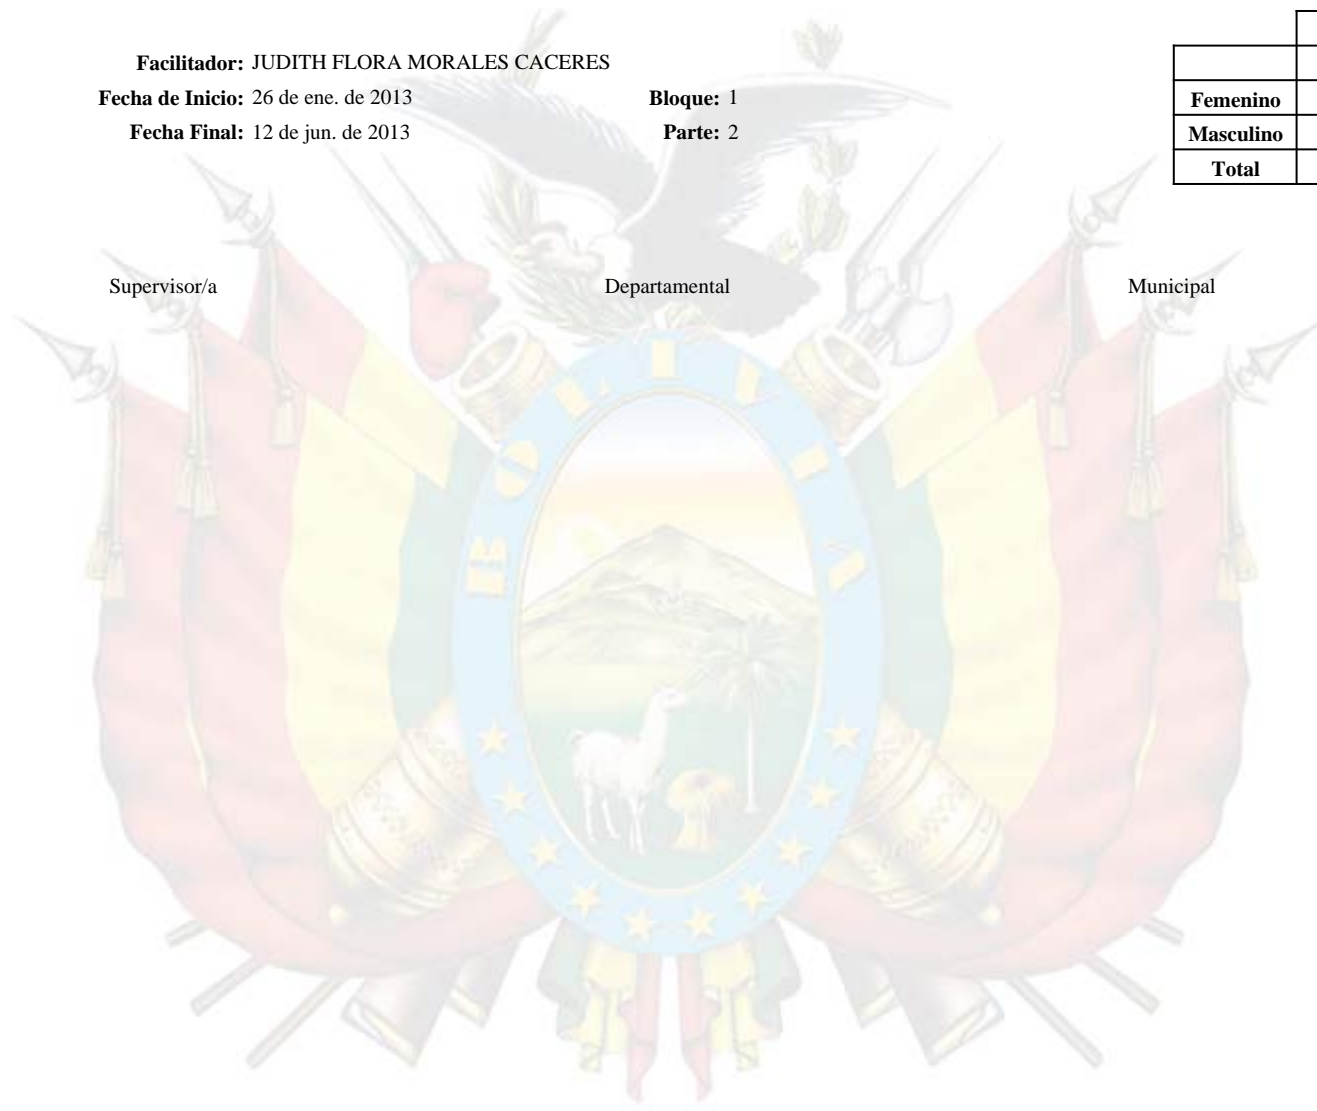 Facilitador: JUDITH FLORA MORALES CACERES
Fecha de Inicio: 26 de ene. de 2013 Bloque: 1
Fecha Final: 12 de jun. de 2013 Parte: 2
Femenino
Masculino
Total
Supervisor/a Departamental Municipal
BOLIVIA